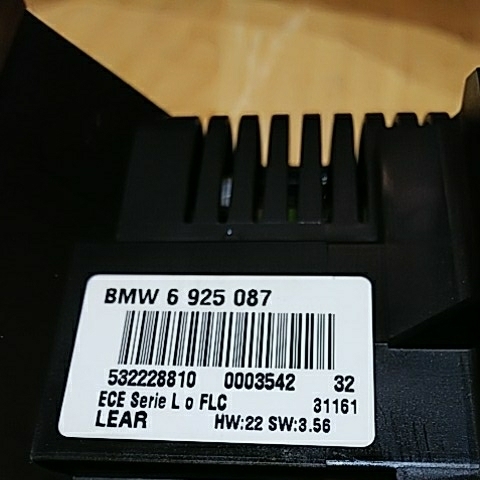 BMW 6 925 087
532228810 0003542 32
ECE Serie L o FLC 31161
LEAR HW:22 SW:3.56